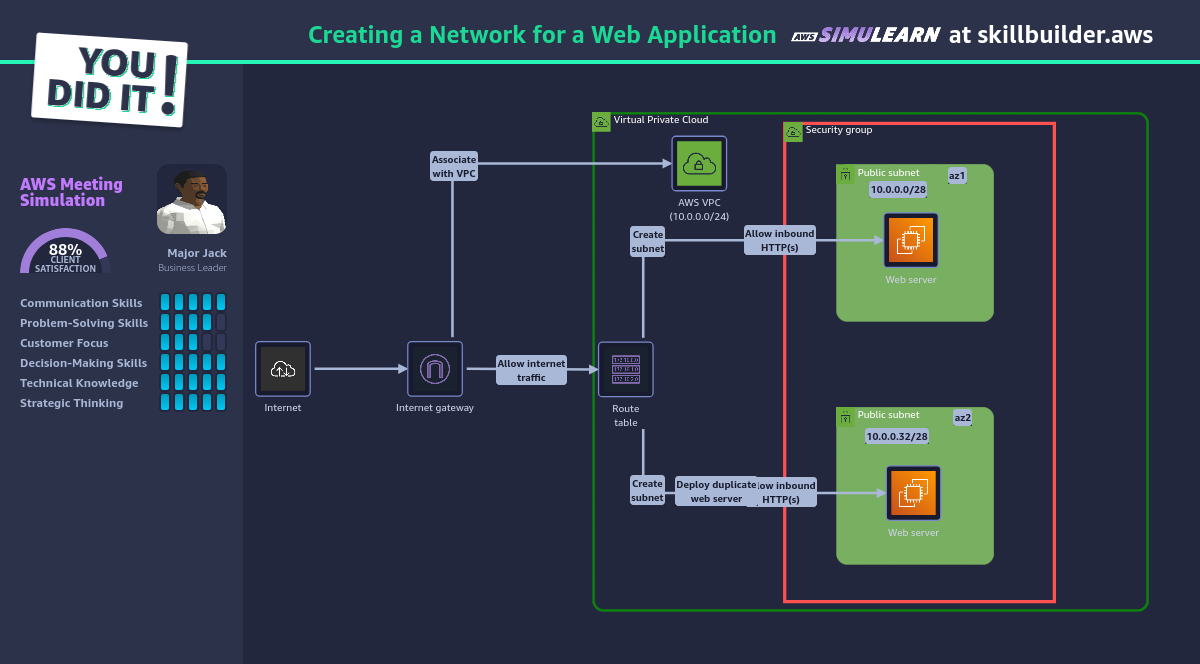 Creating a Network for a Web Application AWS SIMULEARN at skillbuilder.aws
YOU
DID IT!
AWS Meeting
Simulation
88%
CLIENT
SATISFACTION
Major Jack
Business Leader
Communication Skills
Problem-Solving Skills
Customer Focus
Decision-Making Skills
Technical Knowledge
Strategic Thinking
Internet
Internet gateway
Associate
with VPC
Allow internet
traffic
Virtual Private Cloud
AWS VPC
(10.0.0.0/24)
Route
table
Create
subnet
Allow inbound
HTTP(s)
Security group
Public subnet
az1
10.0.0.0/28
Web server
Create
subnet
Deploy duplicate
web server
ow inbound
HTTP(s)
Public subnet
az2
10.0.0.32/28
Web server